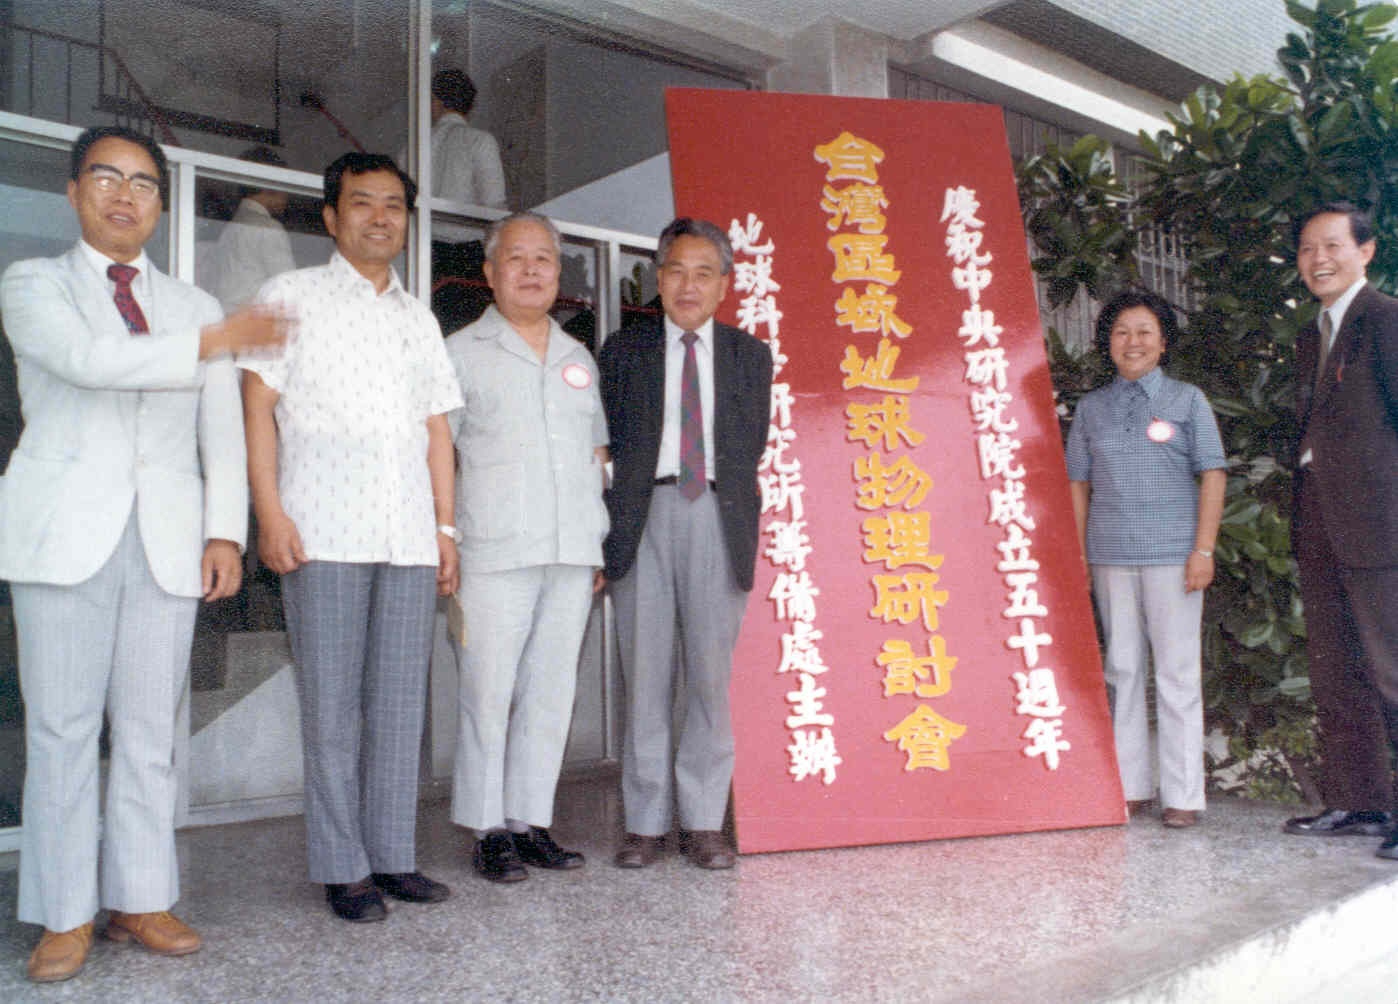 慶祝中央研究院成立五十週年
台灣區域地球物理研討會
地球科學研究所籌備處主辦